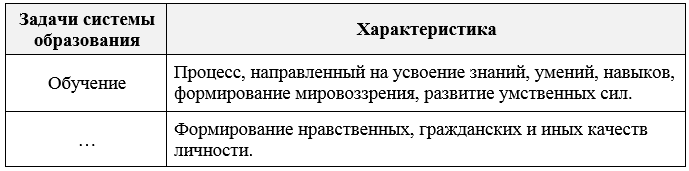 Задачи системы
образования
Характеристика
Обучение
Процесс, направленный на усвоение знаний, умений, навыков,
формирование мировоззрения, развитие умственных сил.
…
Формирование нравственных, гражданских и иных качеств
личности.